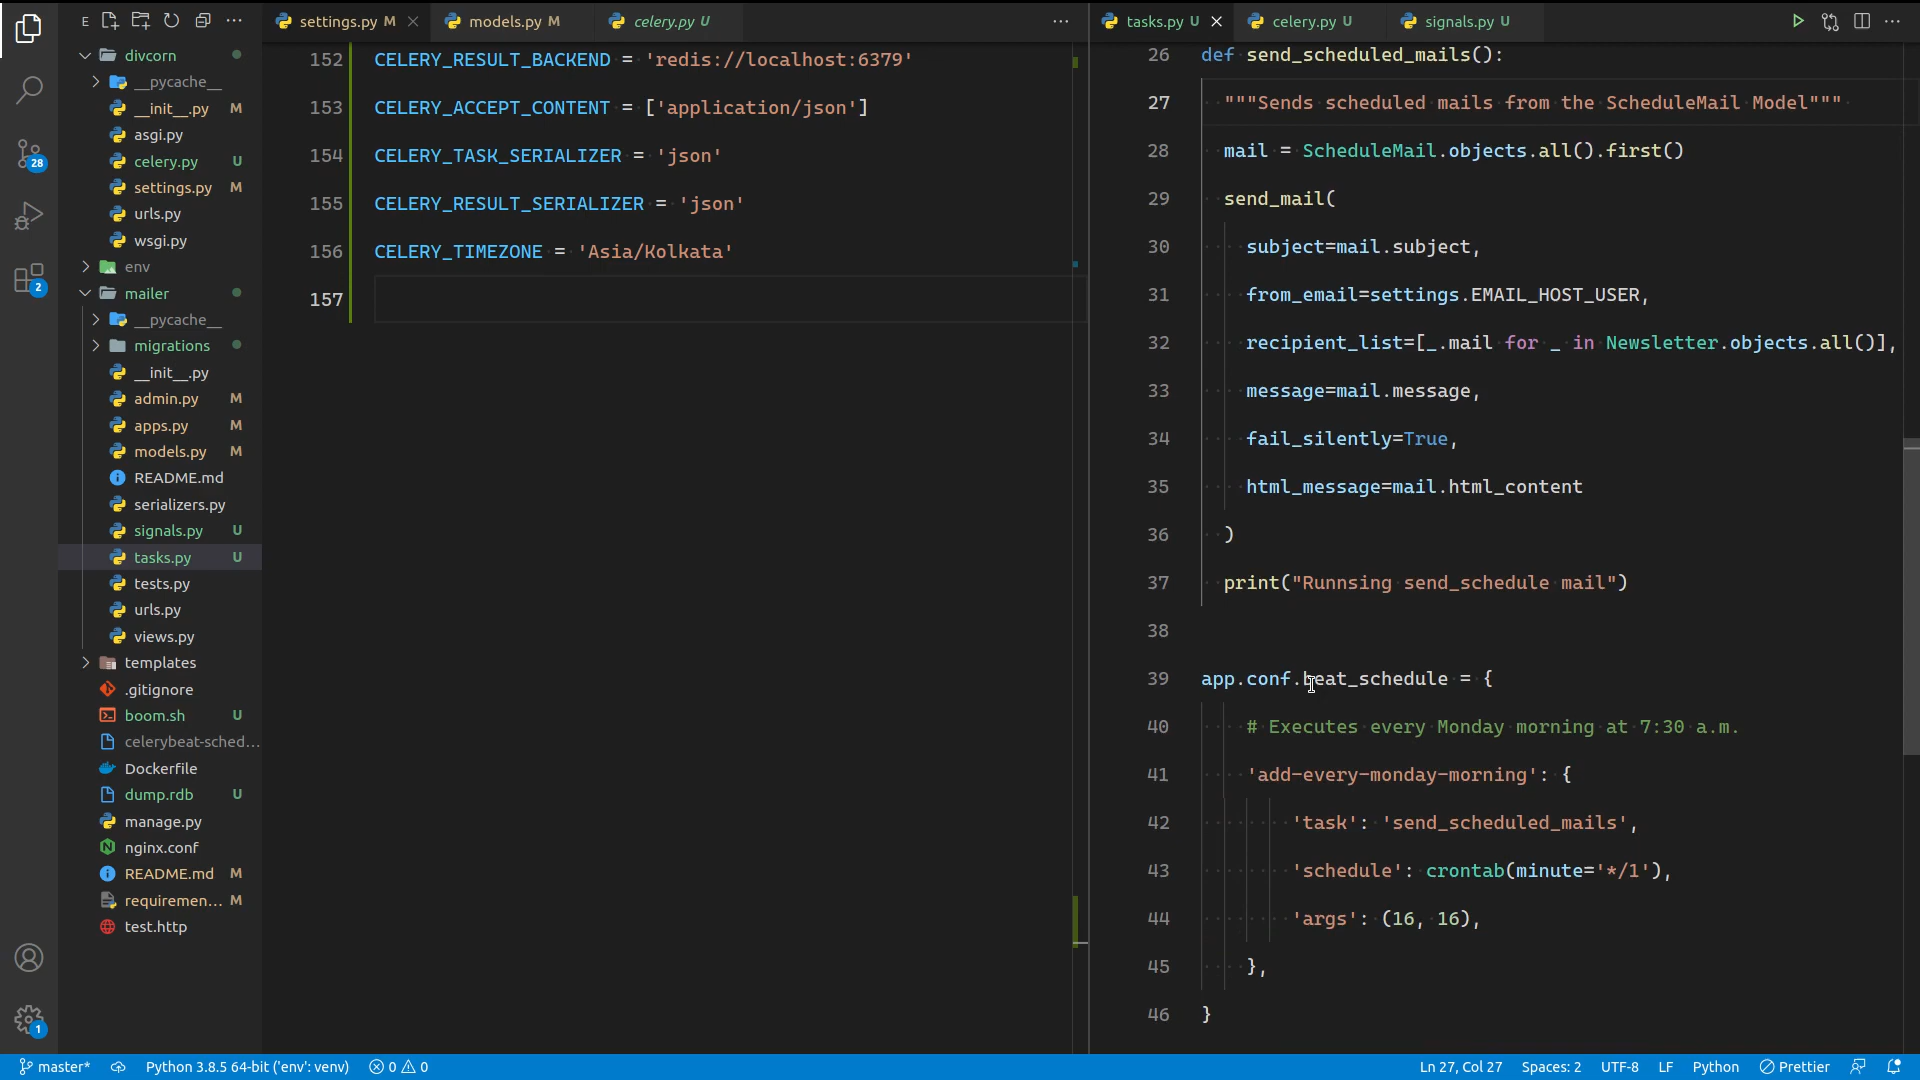 E
divcorn
__pycache__
__init__.py M
asgi.py
celery.py U
settings.py M
urls.py
wsgi.py
env
mailer
__pycache__
migrations
__init__.py
admin.py M
apps.py M
models.py M
README.md
serializers.py
signals.py U
tasks.py U
tests.py
urls.py
views.py
templates
.gitignore
boom.sh U
celerybeat-sched...
Dockerfile
dump.rdb U
manage.py
nginx.conf
README.md M
requiremen... M
test.http
28
2
1
settings.py M models.py M celery.py U
152 CELERY_RESULT_BACKEND = 'redis://localhost:6379'
153 CELERY_ACCEPT_CONTENT = ['application/json']
154 CELERY_TASK_SERIALIZER = 'json'
155 CELERY_RESULT_SERIALIZER = 'json'
156 CELERY_TIMEZONE = 'Asia/Kolkata'
157
tasks.py U celery.py U signals.py U
26 def send_scheduled_mails():
27 """Sends scheduled mails from the ScheduleMail Model"""
28 mail = ScheduleMail.objects.all().first()
29 send_mail(
30 subject=mail.subject,
31 from_email=settings.EMAIL_HOST_USER,
32 recipient_list=[_.mail for _ in Newsletter.objects.all()],
33 message=mail.message,
34 fail_silently=True,
35 html_message=mail.html_content
36 )
37 print("Runnsing send_schedule mail")
38
39 app.conf.beat_schedule = {
40 # Executes every Monday morning at 7:30 a.m.
41 'add-every-monday-morning': {
42 'task': 'send_scheduled_mails',
43 'schedule': crontab(minute='*/1'),
44 'args': (16, 16),
45 },
46 }
master* Python 3.8.5 64-bit ('env': venv) 0 0 Ln 27, Col 27 Spaces: 2 UTF-8 LF Python Prettier